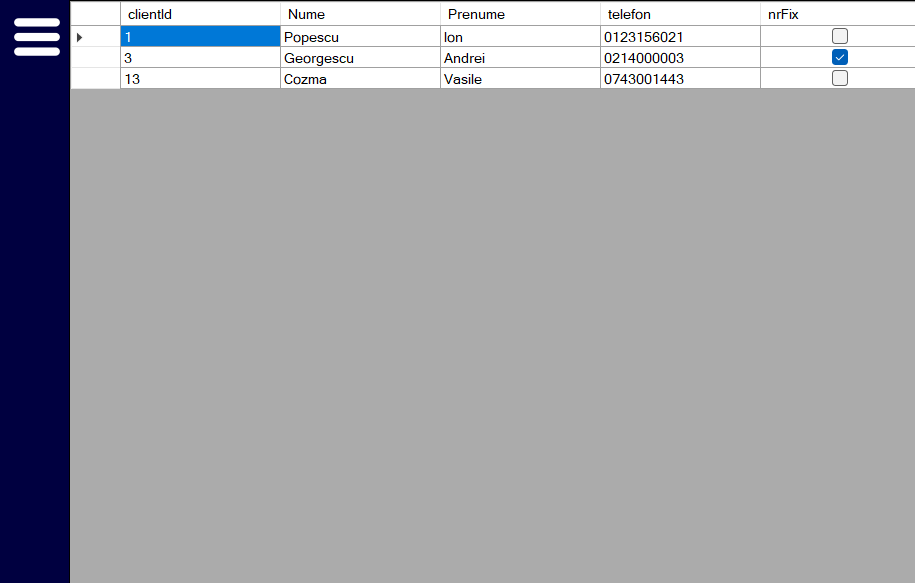 clientId Nume Prenume telefon nrFix
1 Popescu Ion 0123156021
3 Georgescu Andrei 0214000003
13 Cozma Vasile 0743001443